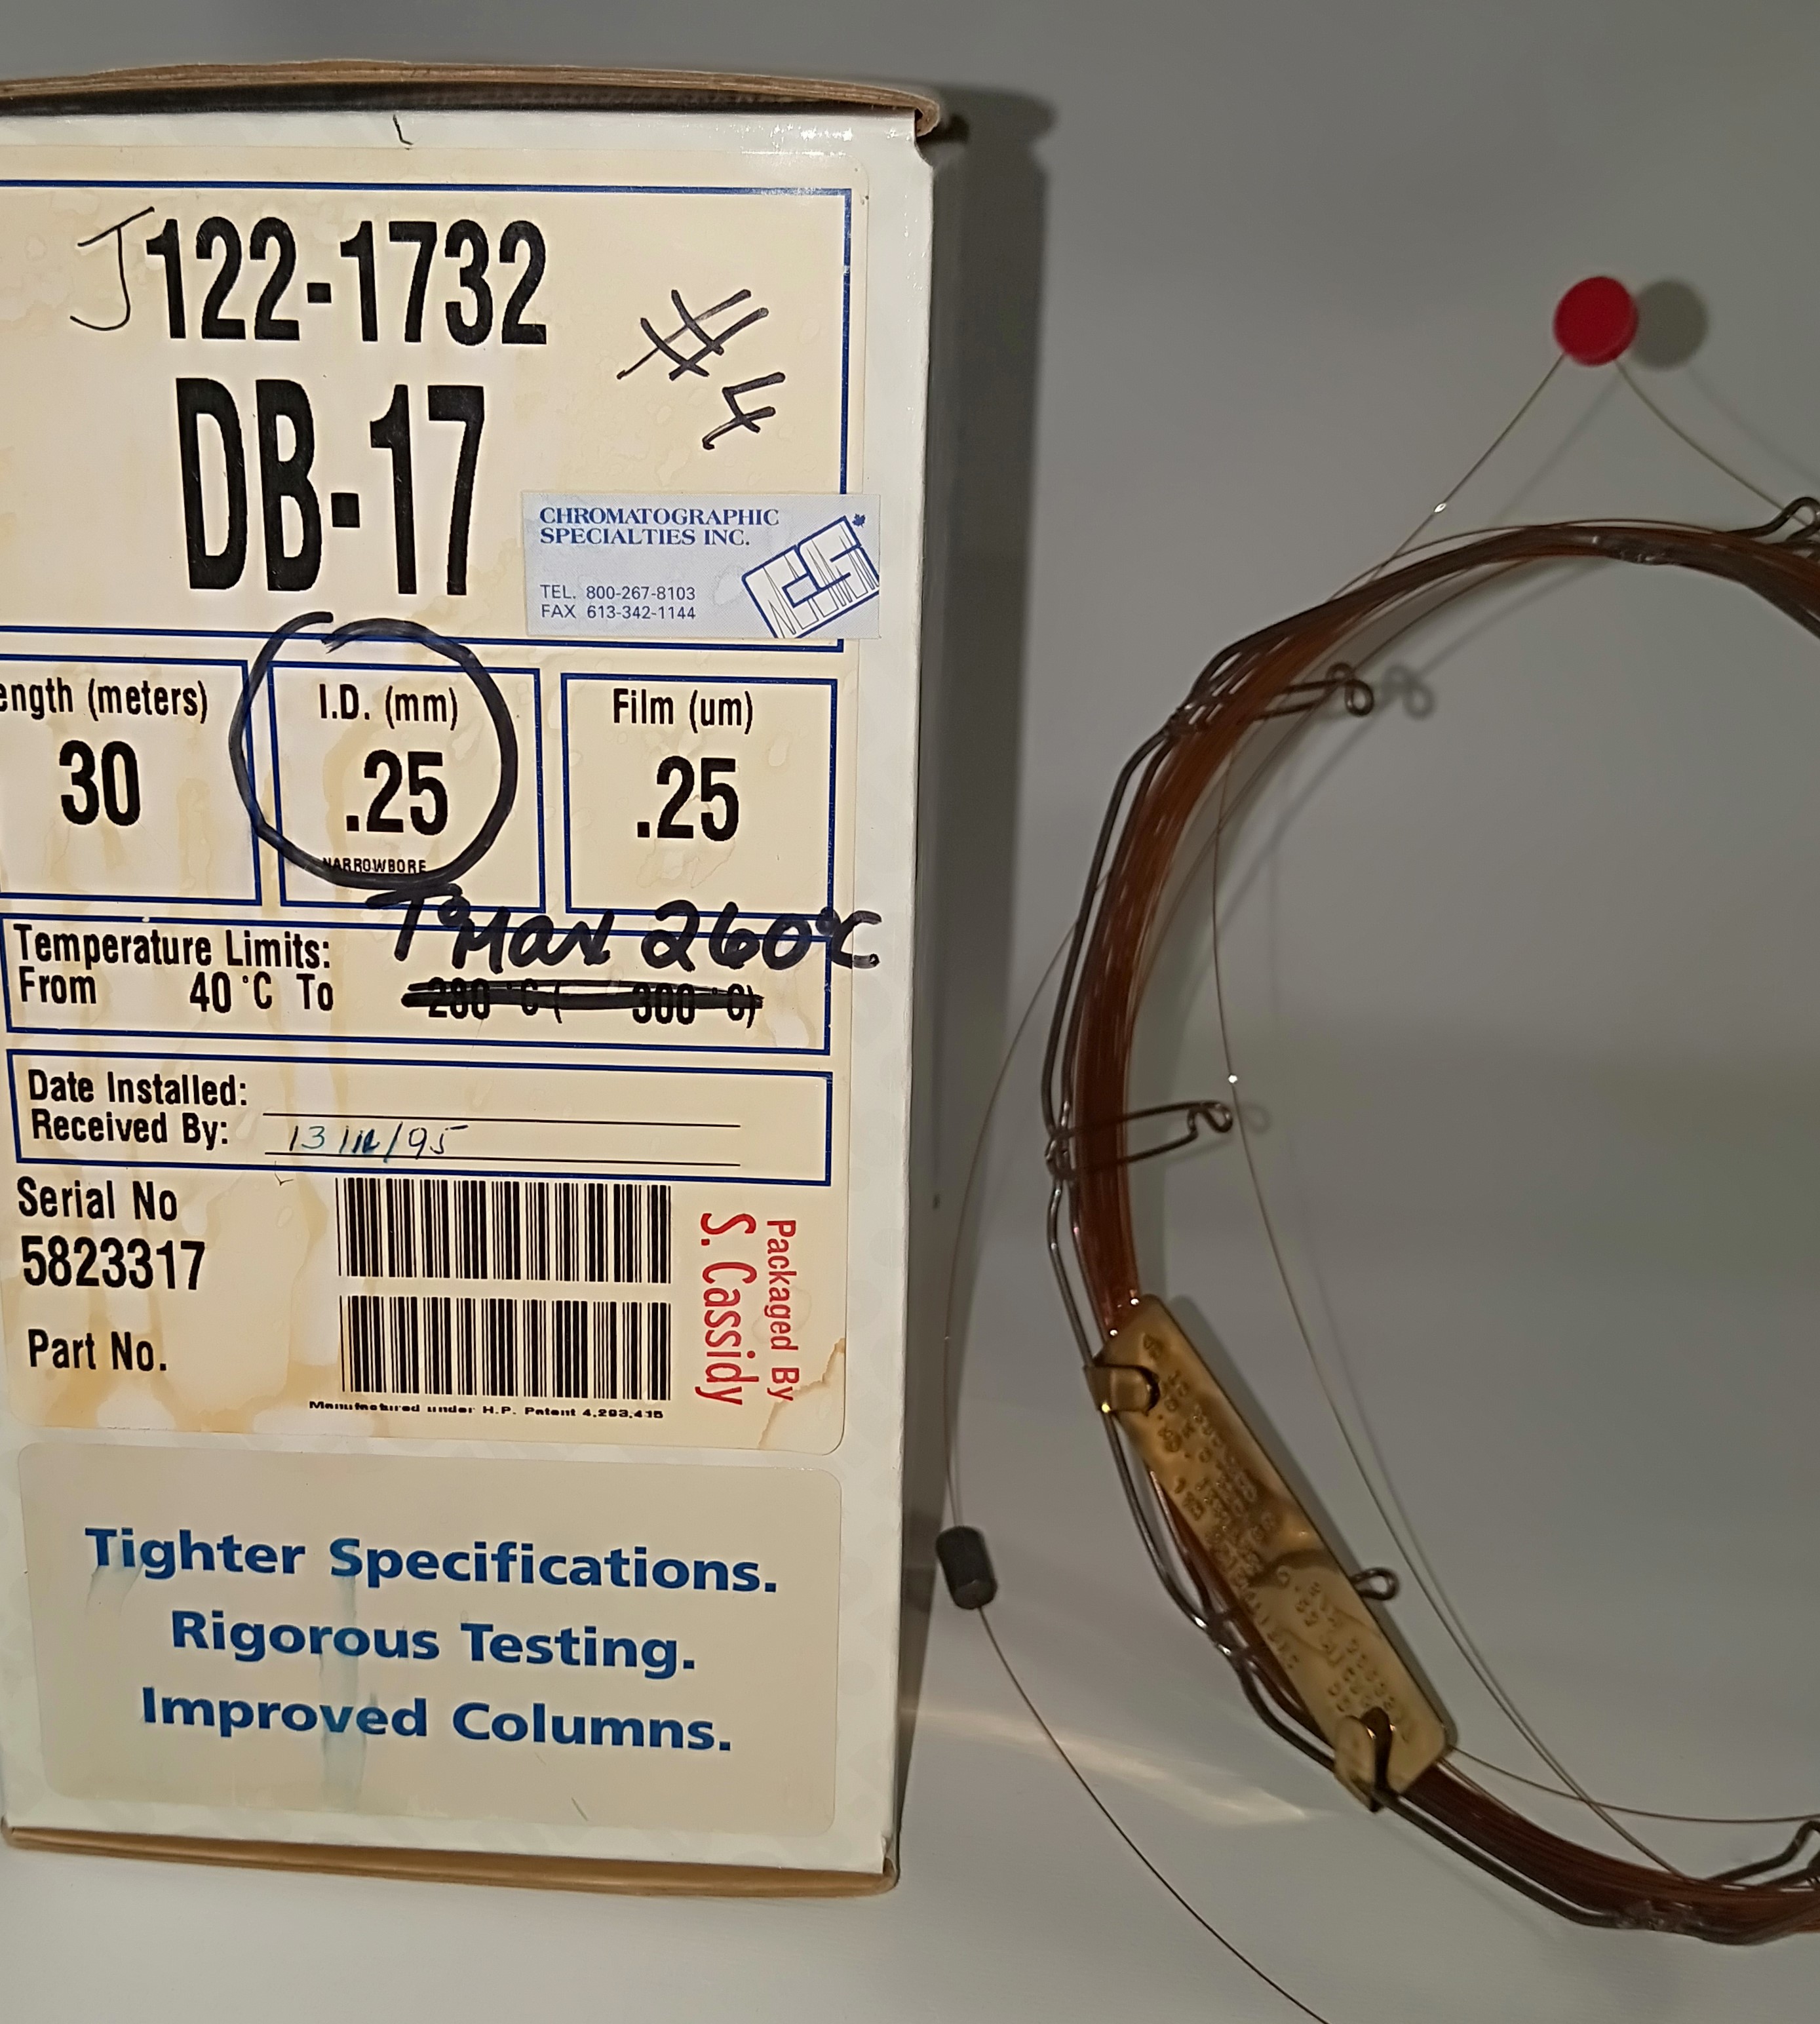 J122-1732
#4
DB-17
CHROMATOGRAPHIC
SPECIALTIES INC.
CSI
TEL. 800-267-8103
FAX 613-342-1144
ength (meters)
30
I.D. (mm)
.25
NARROWBORE
Film (um)
.25
T° Max 260°C
Temperature Limits:
From 40 °C To 280 °C ( 300 °C)
Date Installed:
Received By: 13 /95
Serial No
5823317
Part No.
Packaged By
S. Cassidy
Manufactured under H.P. Patent 4,293,415
Tighter Specifications.
Rigorous Testing.
Improved Columns.